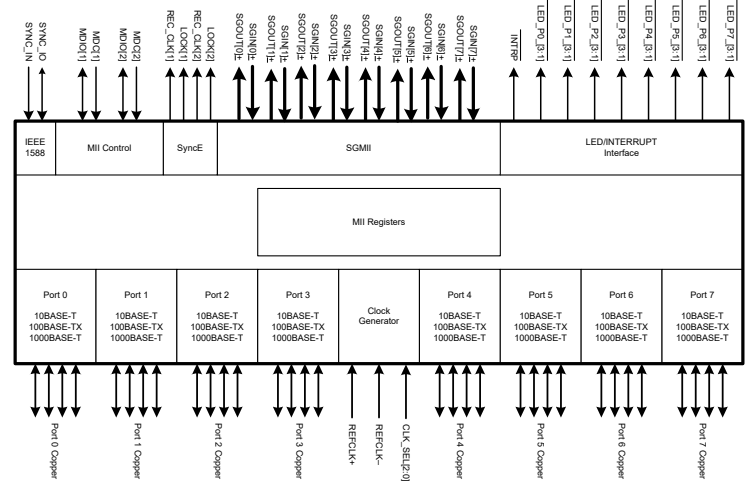 SYNC_IN
SYNC_IO
MDIO[1]
MDC[1]
MDIO[2]
MDC[2]
REC_CLK[1]
LOCK[1]
REC_CLK[2]
LOCK[2]
SGOUT[0]±
SGIN[0]±
SGOUT[1]±
SGIN[1]±
SGOUT[2]±
SGIN[2]±
SGOUT[3]±
SGIN[3]±
SGOUT[4]±
SGIN[4]±
SGOUT[5]±
SGIN[5]±
SGOUT[6]±
SGIN[6]±
SGOUT[7]±
SGIN[7]±
INTRP
LED_P0_[3:1]
LED_P1_[3:1]
LED_P2_[3:1]
LED_P3_[3:1]
LED_P4_[3:1]
LED_P5_[3:1]
LED_P6_[3:1]
LED_P7_[3:1]
IEEE
1588
MII Control
SyncE
SGMII
LED/INTERRUPT
Interface
MII Registers
Port 0
10BASE-T
100BASE-TX
1000BASE-T
Port 1
10BASE-T
100BASE-TX
1000BASE-T
Port 2
10BASE-T
100BASE-TX
1000BASE-T
Port 3
10BASE-T
100BASE-TX
1000BASE-T
Clock
Generator
Port 4
10BASE-T
100BASE-TX
1000BASE-T
Port 5
10BASE-T
100BASE-TX
1000BASE-T
Port 6
10BASE-T
100BASE-TX
1000BASE-T
Port 7
10BASE-T
100BASE-TX
1000BASE-T
Port 0 Copper
Port 1 Copper
Port 2 Copper
Port 3 Copper
REFCLK+
REFCLK–
CLK_SEL[2:0]
Port 4 Copper
Port 5 Copper
Port 6 Copper
Port 7 Copper